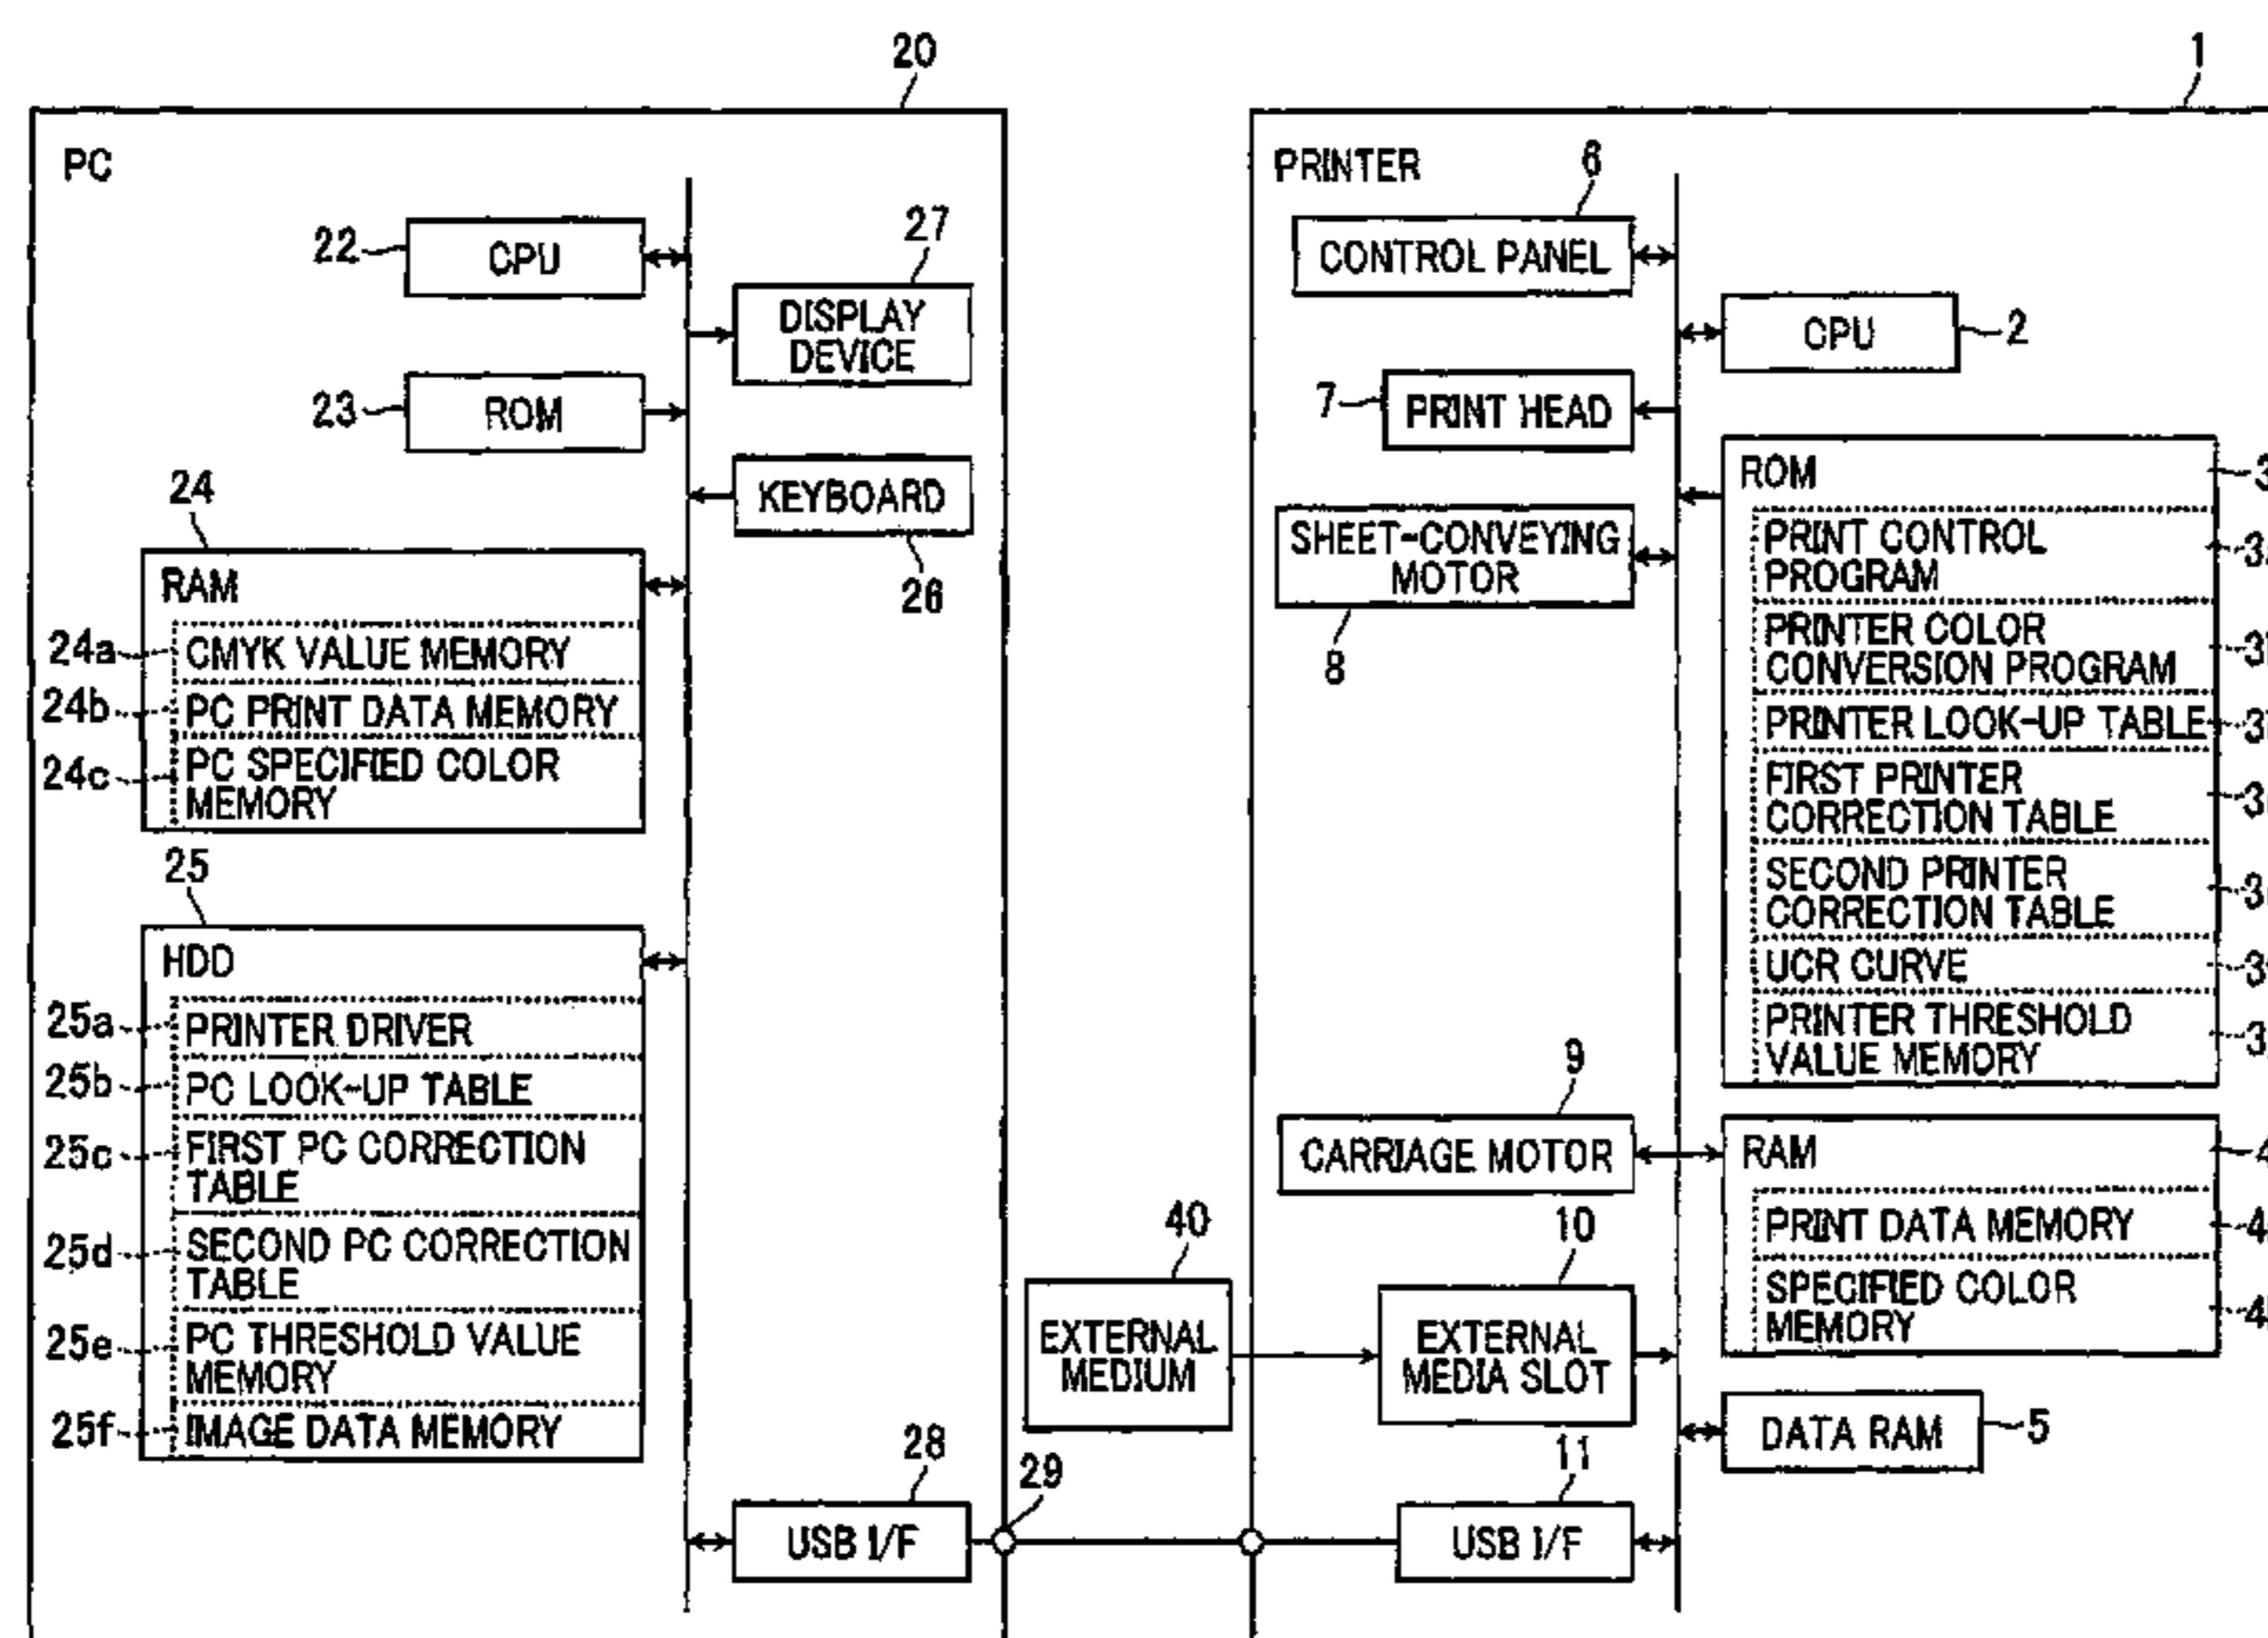 20
1
PC
22
CPU
27
DISPLAY
DEVICE
23
ROM
KEYBOARD
26
24
RAM
24a
CMYK VALUE MEMORY
24b
PC PRINT DATA MEMORY
24c
PC SPECIFIED COLOR
MEMORY
25
HDD
25a
PRINTER DRIVER
25b
PC LOOK-UP TABLE
25c
FIRST PC CORRECTION
TABLE
25d
SECOND PC CORRECTION
TABLE
25e
PC THRESHOLD VALUE
MEMORY
25f
IMAGE DATA MEMORY
28
USB I/F
29
40
EXTERNAL
MEDIUM
PRINTER
6
CONTROL PANEL
CPU
2
7
PRINT HEAD
SHEET-CONVEYING
MOTOR
8
ROM
3
PRINT CONTROL
PROGRAM
PRINTER COLOR
CONVERSION PROGRAM
PRINTER LOOK-UP TABLE
FIRST PRINTER
CORRECTION TABLE
SECOND PRINTER
CORRECTION TABLE
UCR CURVE
PRINTER THRESHOLD
VALUE MEMORY
9
CARRIAGE MOTOR
RAM
4
PRINT DATA MEMORY
SPECIFIED COLOR
MEMORY
10
EXTERNAL
MEDIA SLOT
DATA RAM
5
11
USB I/F